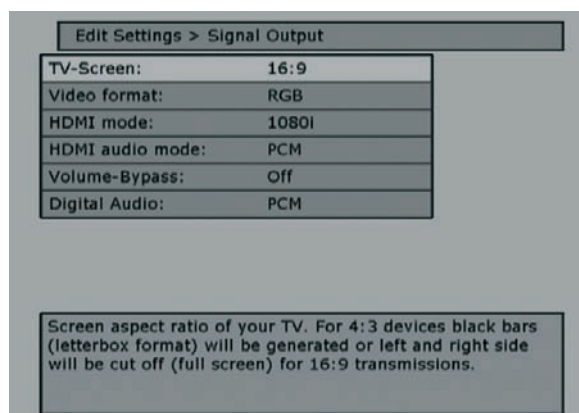 Edit Settings > Signal Output
TV-Screen: 16:9
Video format: RGB
HDMI mode: 1080i
HDMI audio mode: PCM
Volume-Bypass: Off
Digital Audio: PCM
Screen aspect ratio of your TV. For 4:3 devices black bars
(letterbox format) will be generated or left and right side
will be cut off (full screen) for 16:9 transmissions.